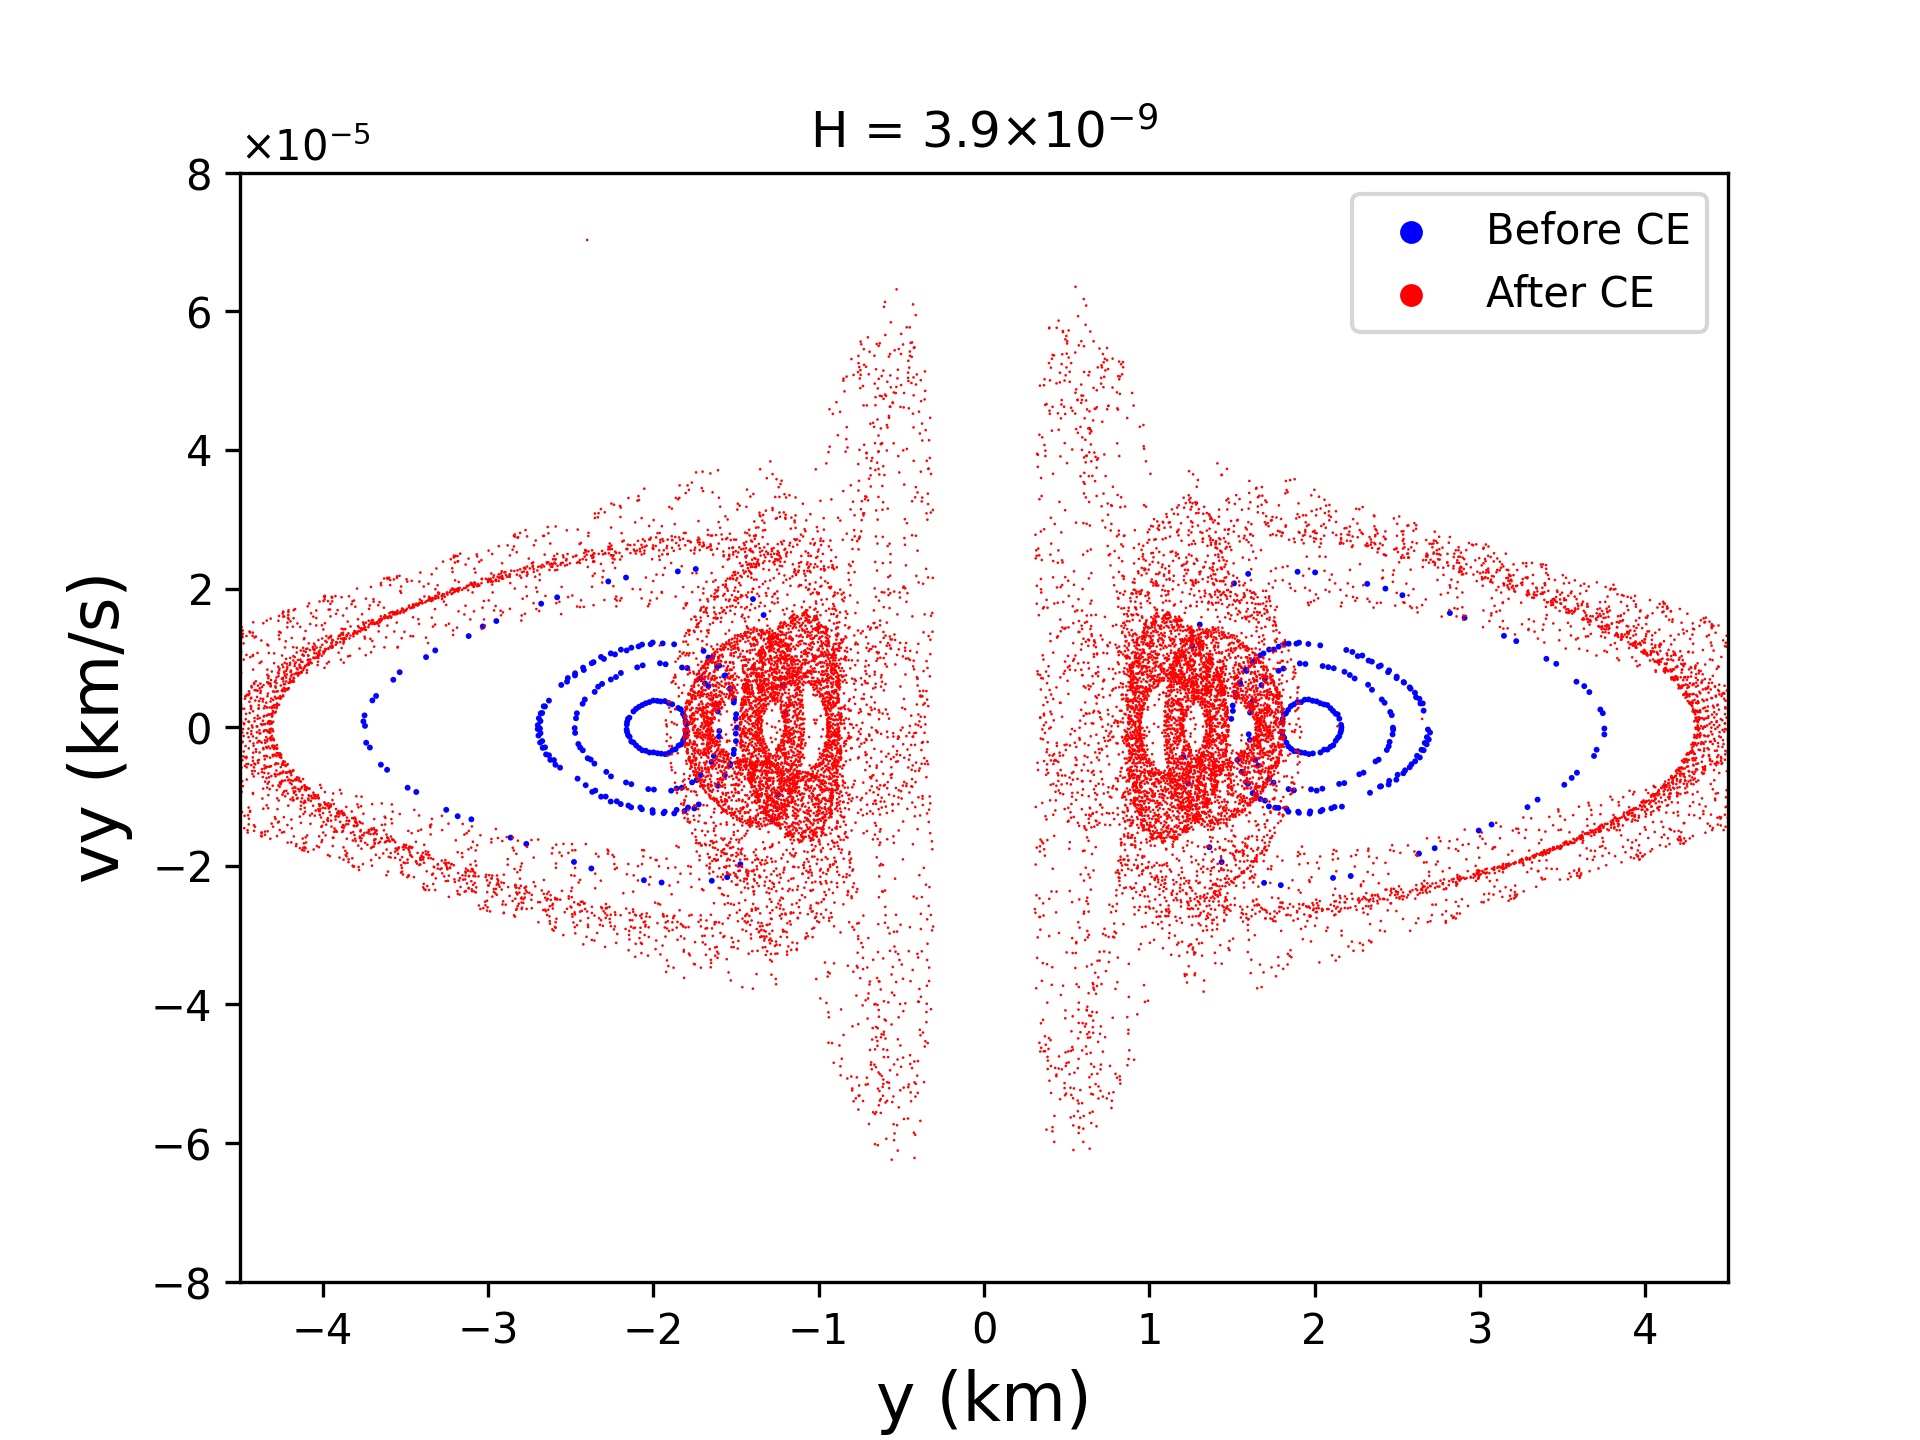 H = 3.9×10⁻⁹
×10⁻⁵
8
6
4
2
0
−2
−4
−6
−8
vy (km/s)
Before CE
After CE
−4 −3 −2 −1 0 1 2 3 4
y (km)